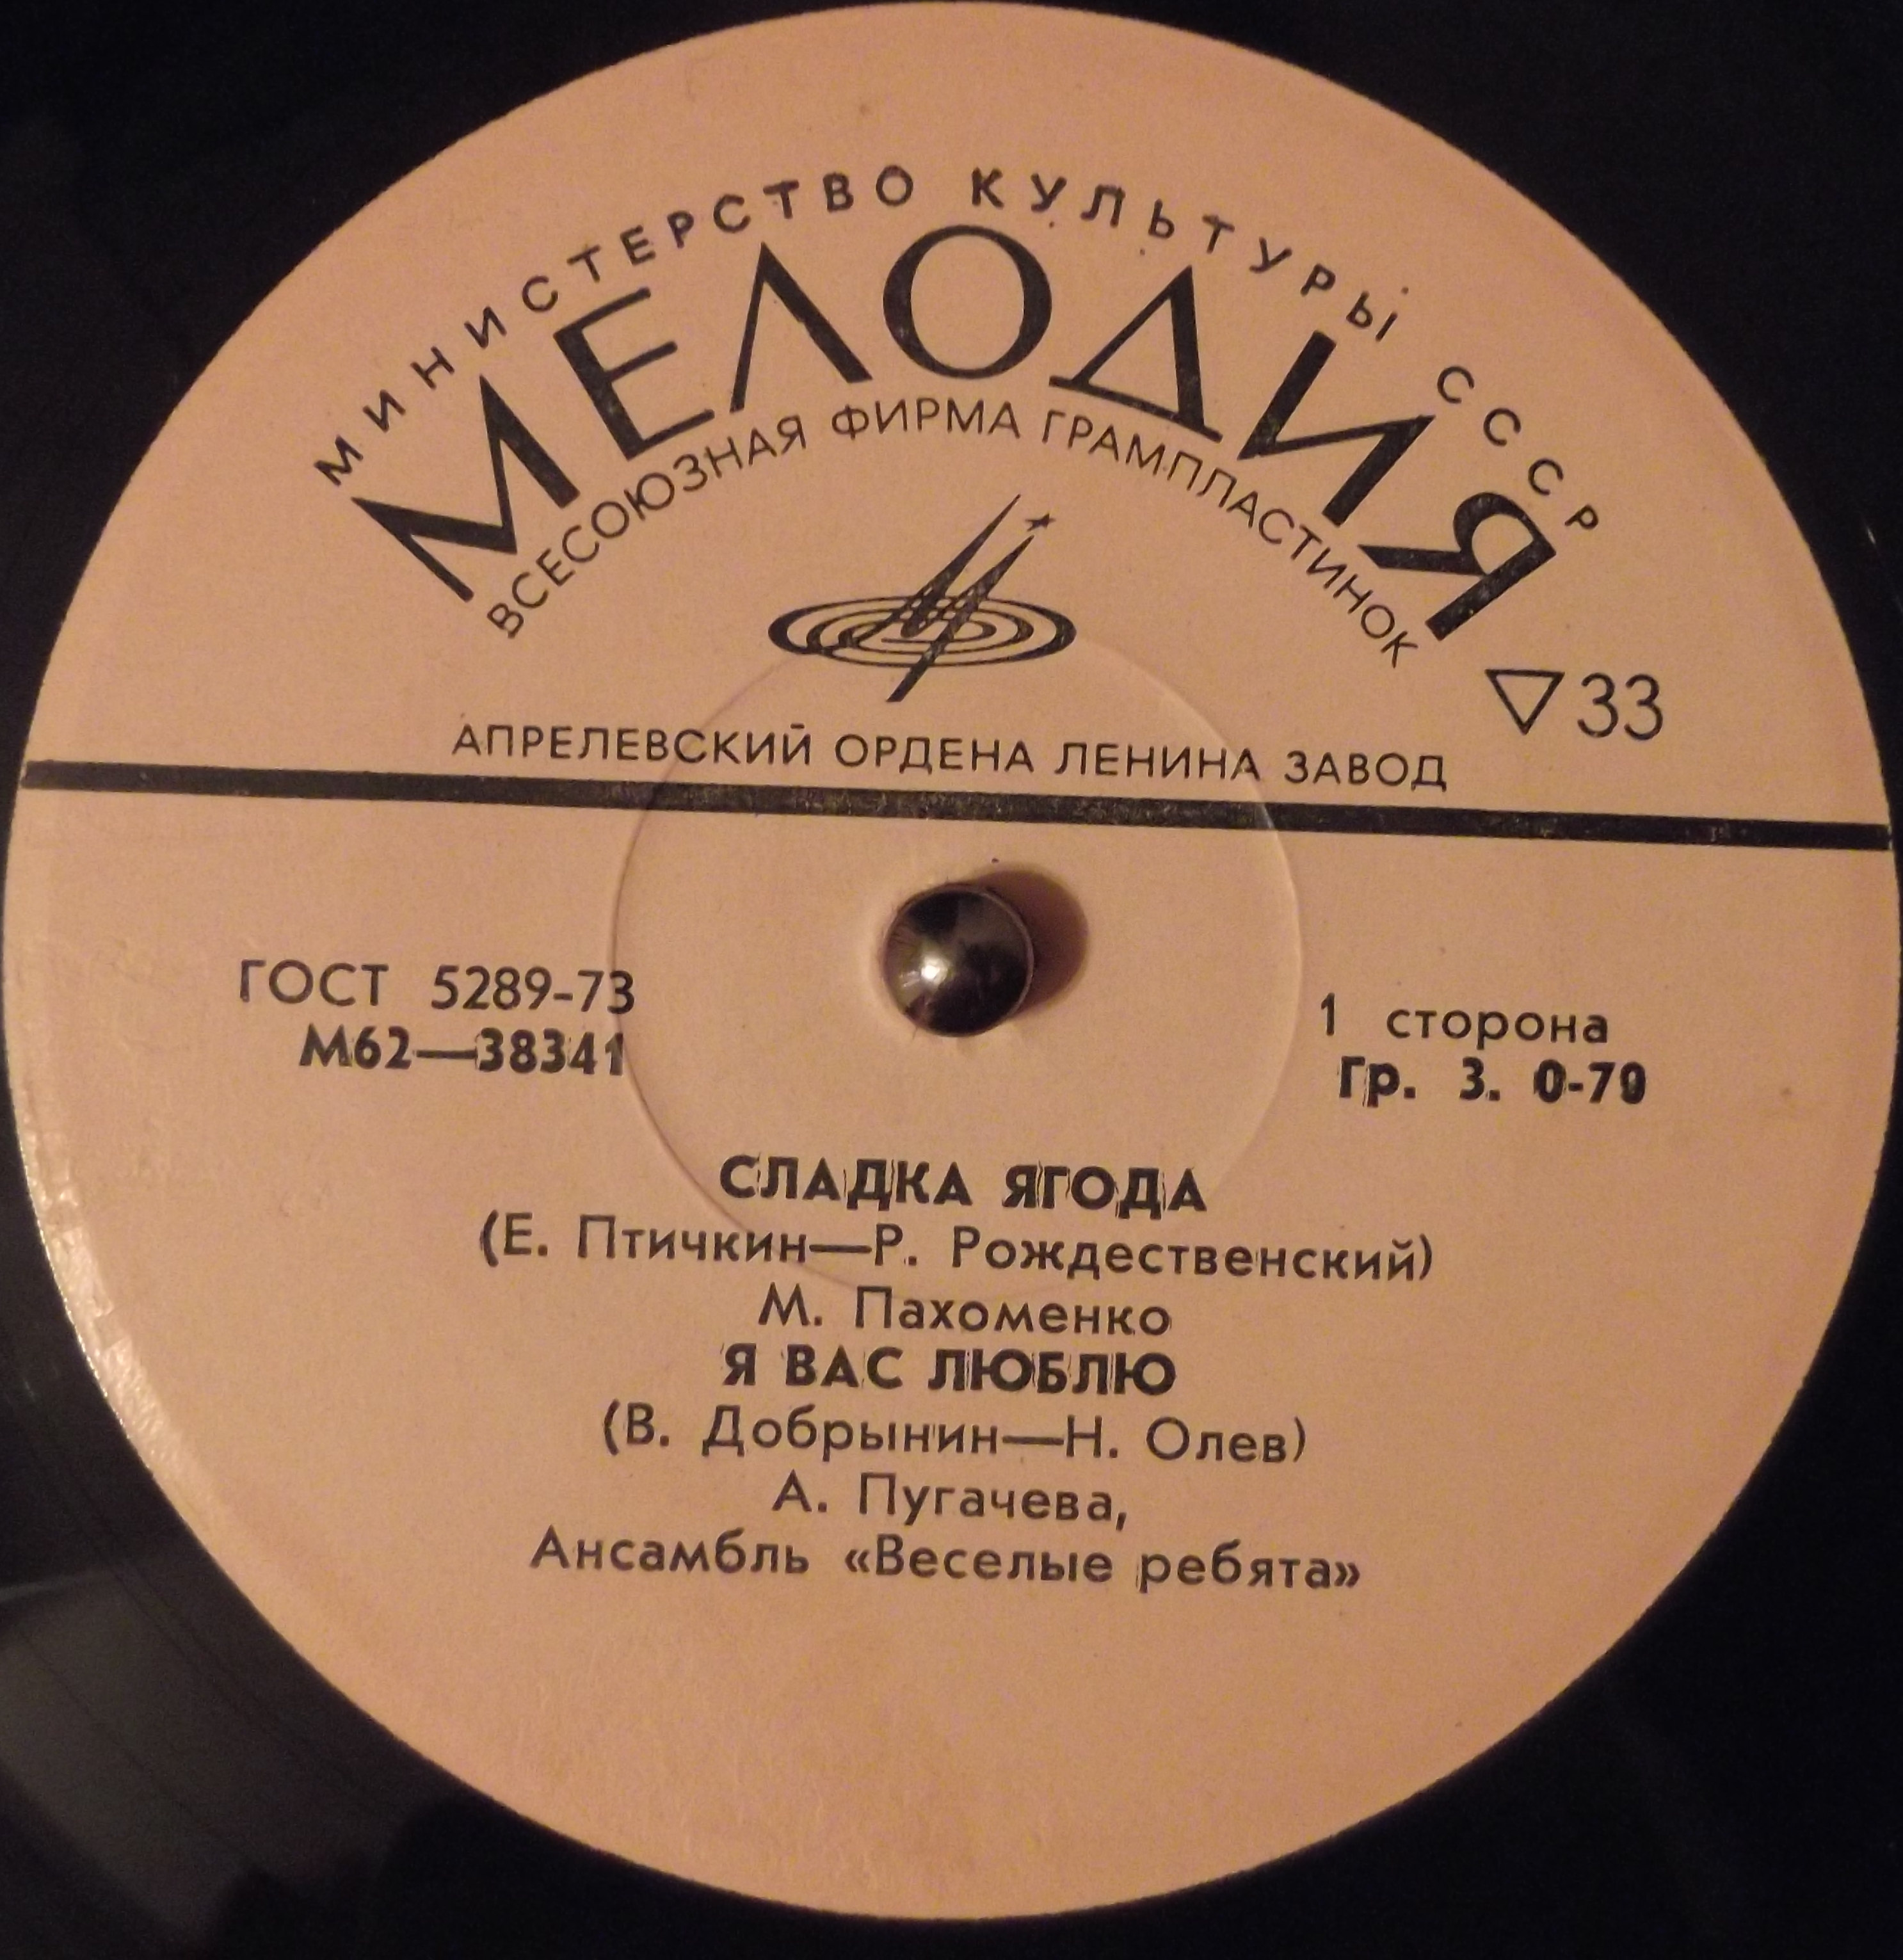 МИНИСТЕРСТВО КУЛЬТУРЫ СССР
МЕЛОДИЯ
ВСЕСОЮЗНАЯ ФИРМА ГРАМПЛАСТИНОК
33
АПРЕЛЕВСКИЙ ОРДЕНА ЛЕНИНА ЗАВОД
ГОСТ 5289-73
М62—38341
1 сторона
Гр. 3. 0-70
СЛАДКА ЯГОДА
(Е. Птичкин—Р. Рождественский)
М. Пахоменко
Я ВАС ЛЮБЛЮ
(В. Добрынин—Н. Олев)
А. Пугачева,
Ансамбль «Веселые ребята»